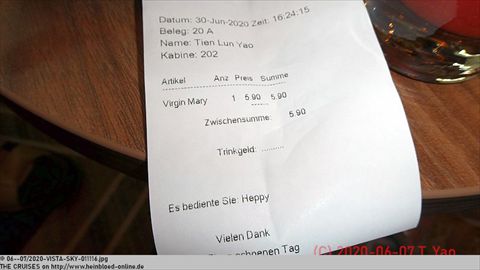 Datum: 30-Jun-2020 Zeit: 16:24:15
Beleg: 20 A
Name: Tien Lun Yao
Kabine: 202
Artikel Anz Preis Summe
Virgin Mary 1 5.90 5.90
Zwischensumme: 5.90
Trinkgeld: ..........
Es bediente Sie: Heppy
Vielen Dank
schoenen Tag
(C) 2020-06-07 T. Yao
© 06--07/2020-VISTA-SKY-011116.jpg
THE CRUISES on http://www.heinbloed-online.de